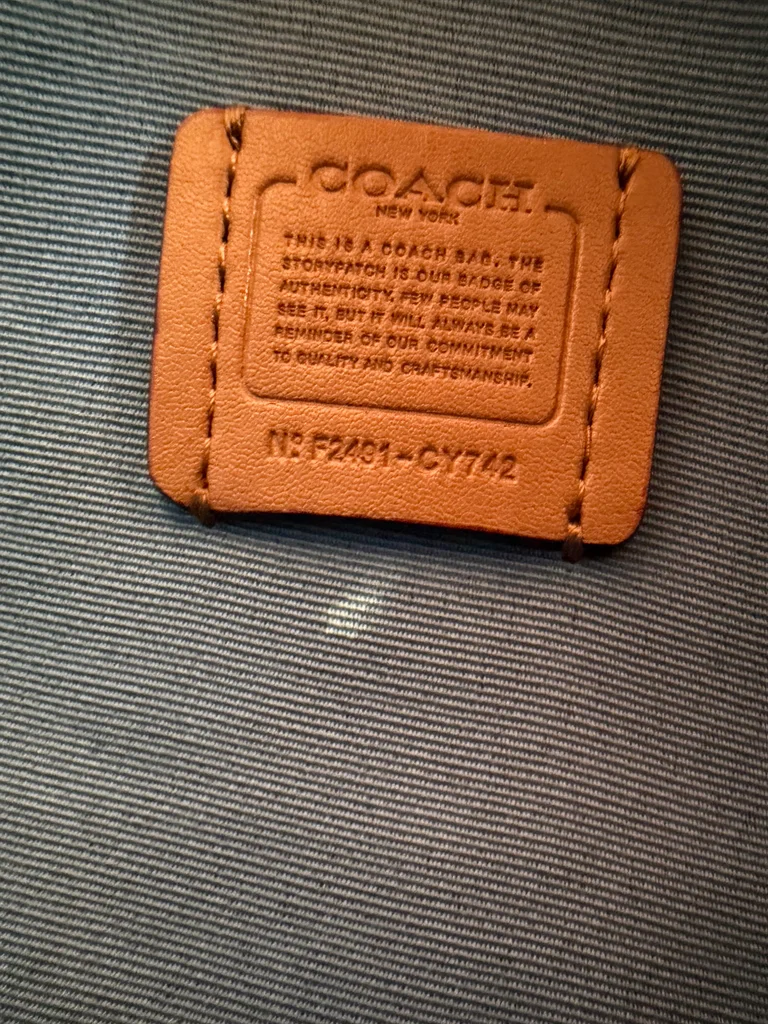 COACH
NEW YORK
THIS IS A COACH BAG. THE
STORYPATCH IS OUR BADGE OF
AUTHENTICITY. FEW PEOPLE MAY
SEE IT, BUT IT WILL ALWAYS BE A
REMINDER OF OUR COMMITMENT
TO QUALITY AND CRAFTSMANSHIP.
Nº F2491-CY742